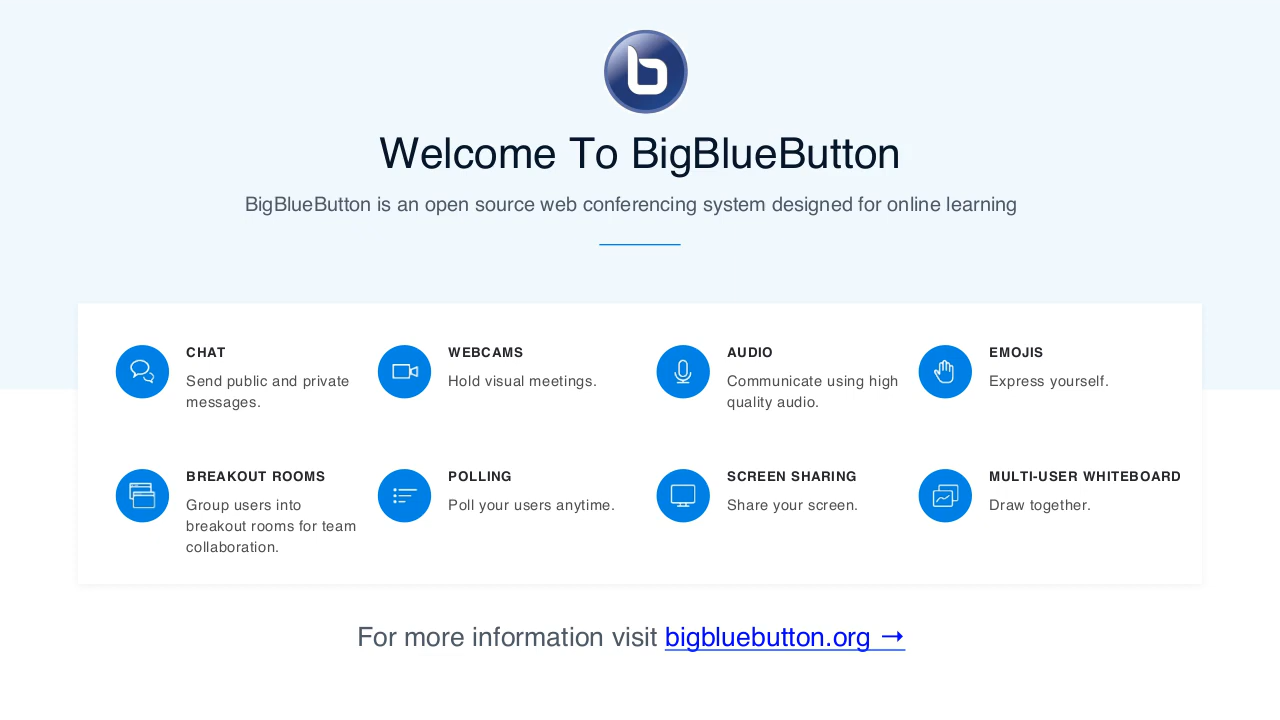 Welcome To BigBlueButton
BigBlueButton is an open source web conferencing system designed for online learning
CHAT
Send public and private
messages.
WEBCAMS
Hold visual meetings.
AUDIO
Communicate using high
quality audio.
EMOJIS
Express yourself.
BREAKOUT ROOMS
Group users into
breakout rooms for team
collaboration.
POLLING
Poll your users anytime.
SCREEN SHARING
Share your screen.
MULTI-USER WHITEBOARD
Draw together.
For more information visit bigbluebutton.org →